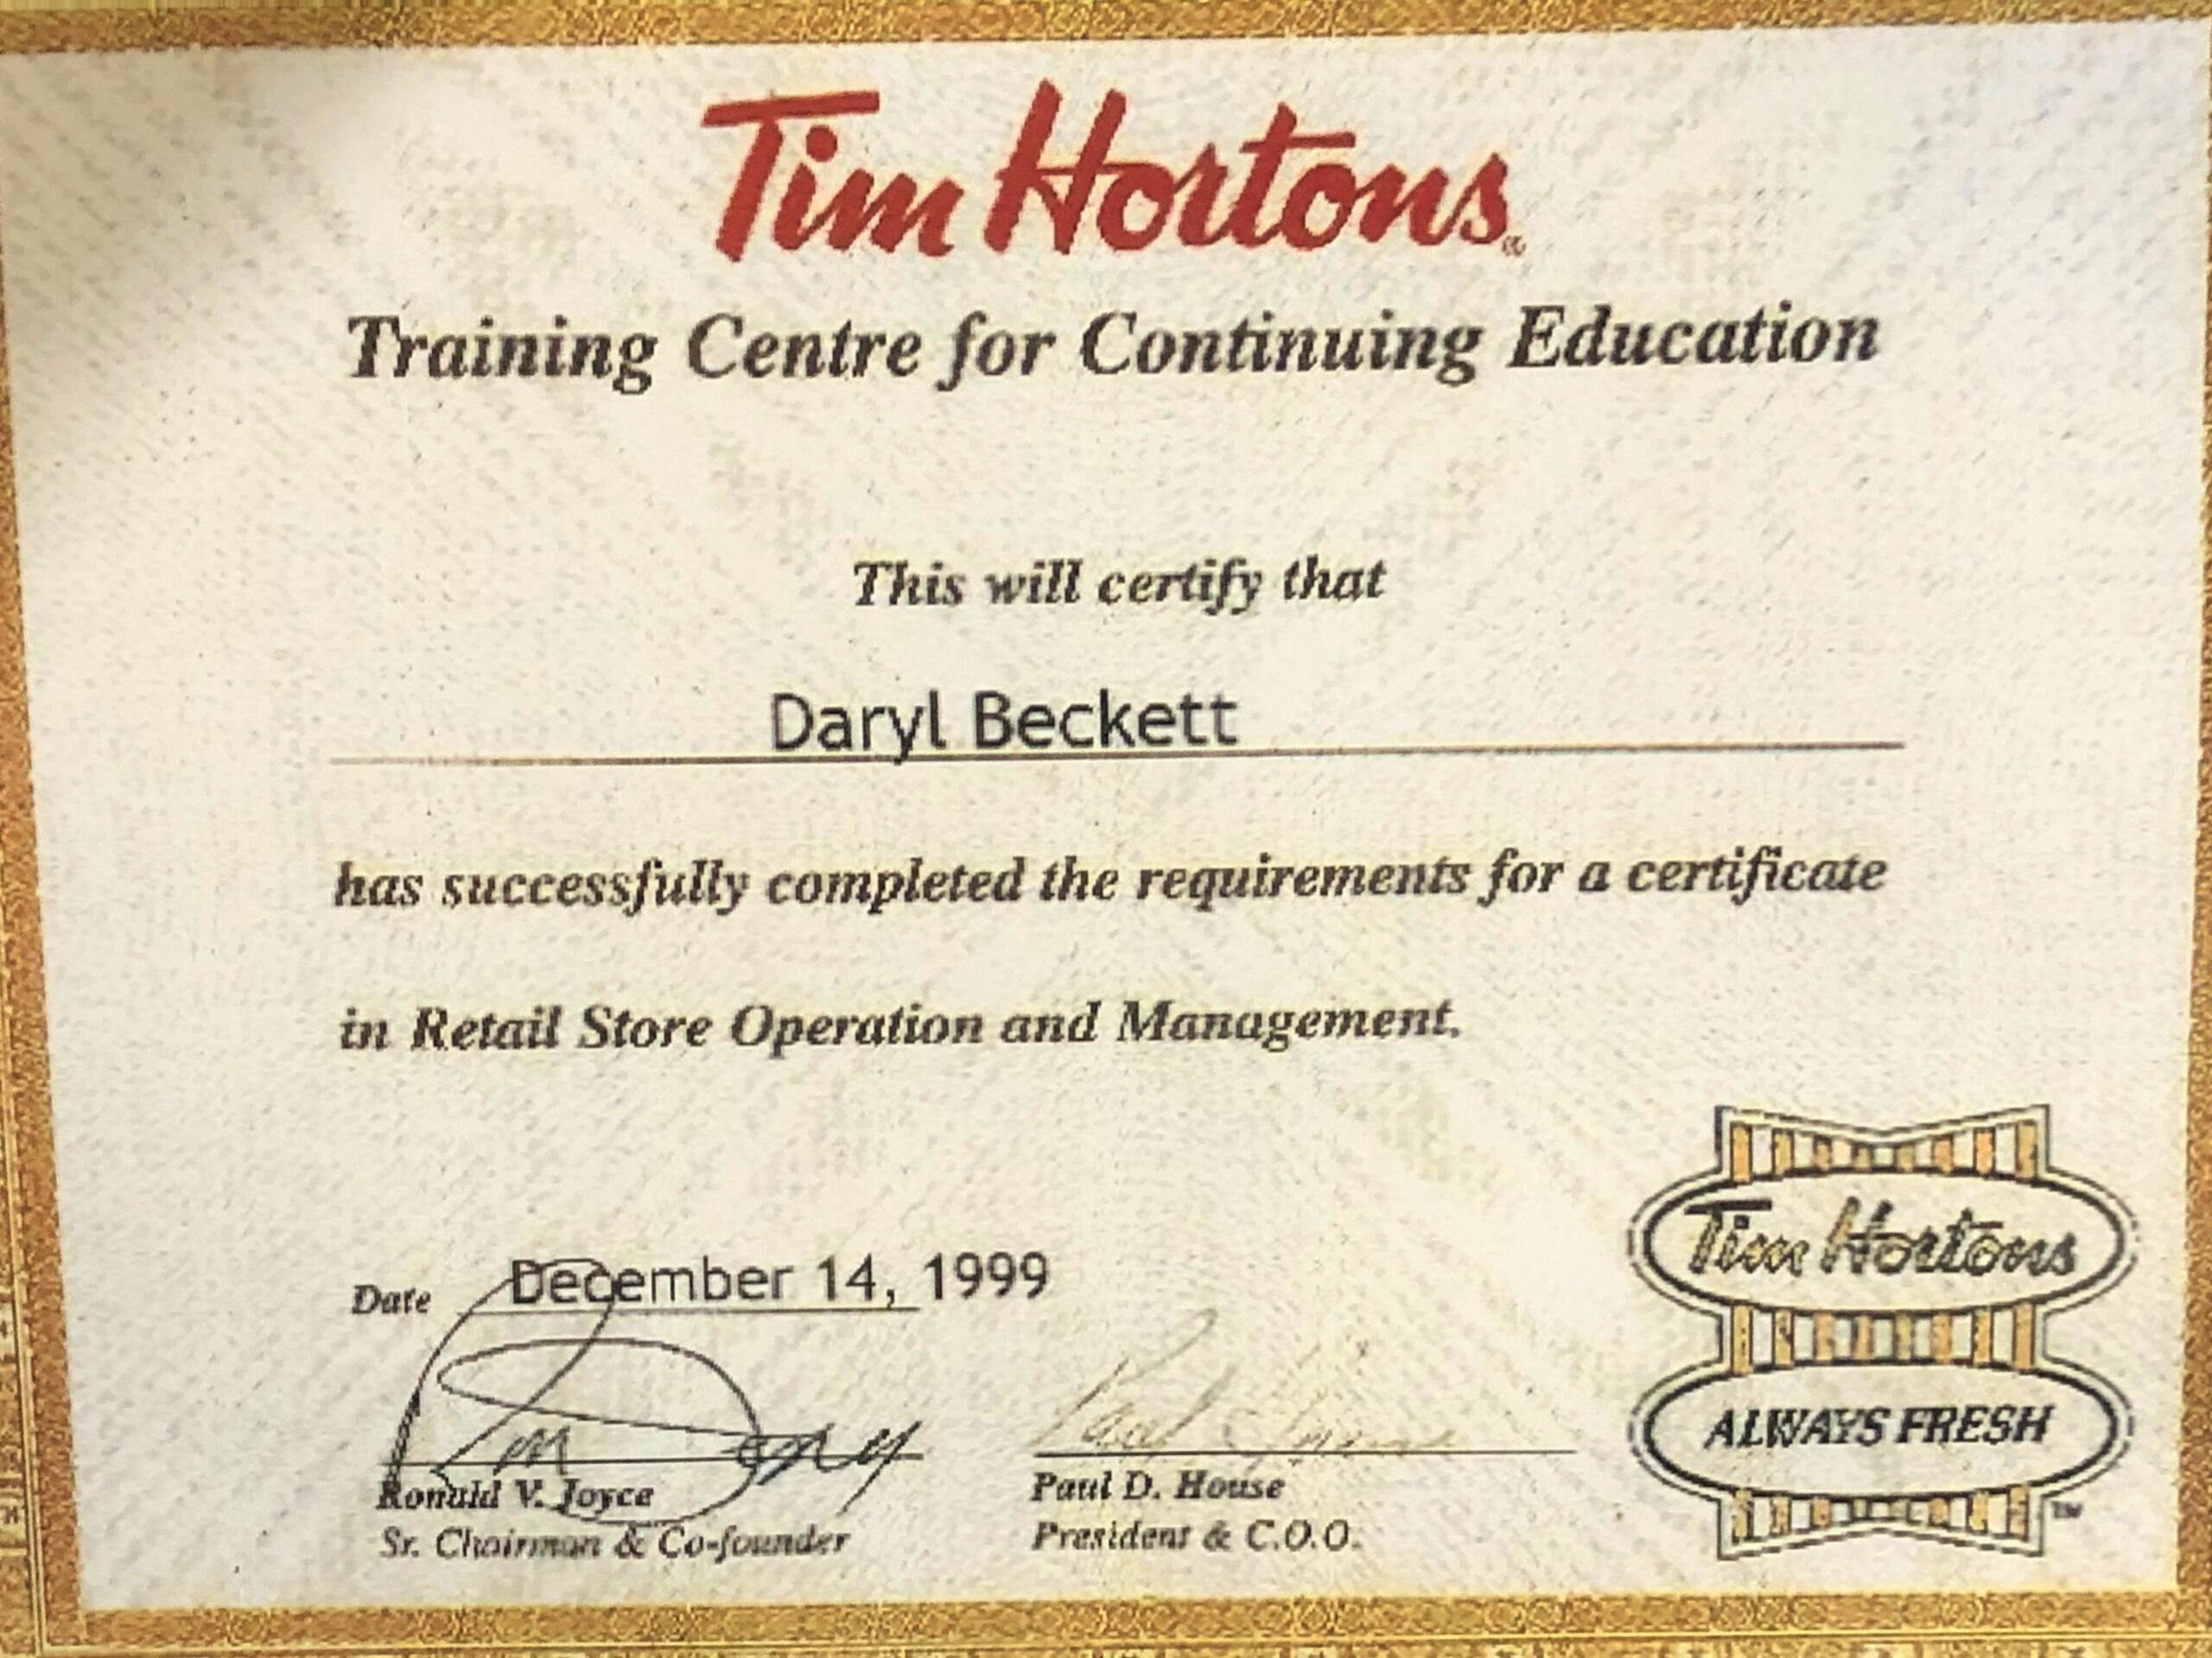 Tim Hortons®
Training Centre for Continuing Education
This will certify that
Daryl Beckett
has successfully completed the requirements for a certificate
in Retail Store Operation and Management.
Date December 14, 1999
Ronald V. Joyce
Sr. Chairman & Co-founder
Paul D. House
President & C.O.O.
Tim Hortons
ALWAYS FRESH
TM